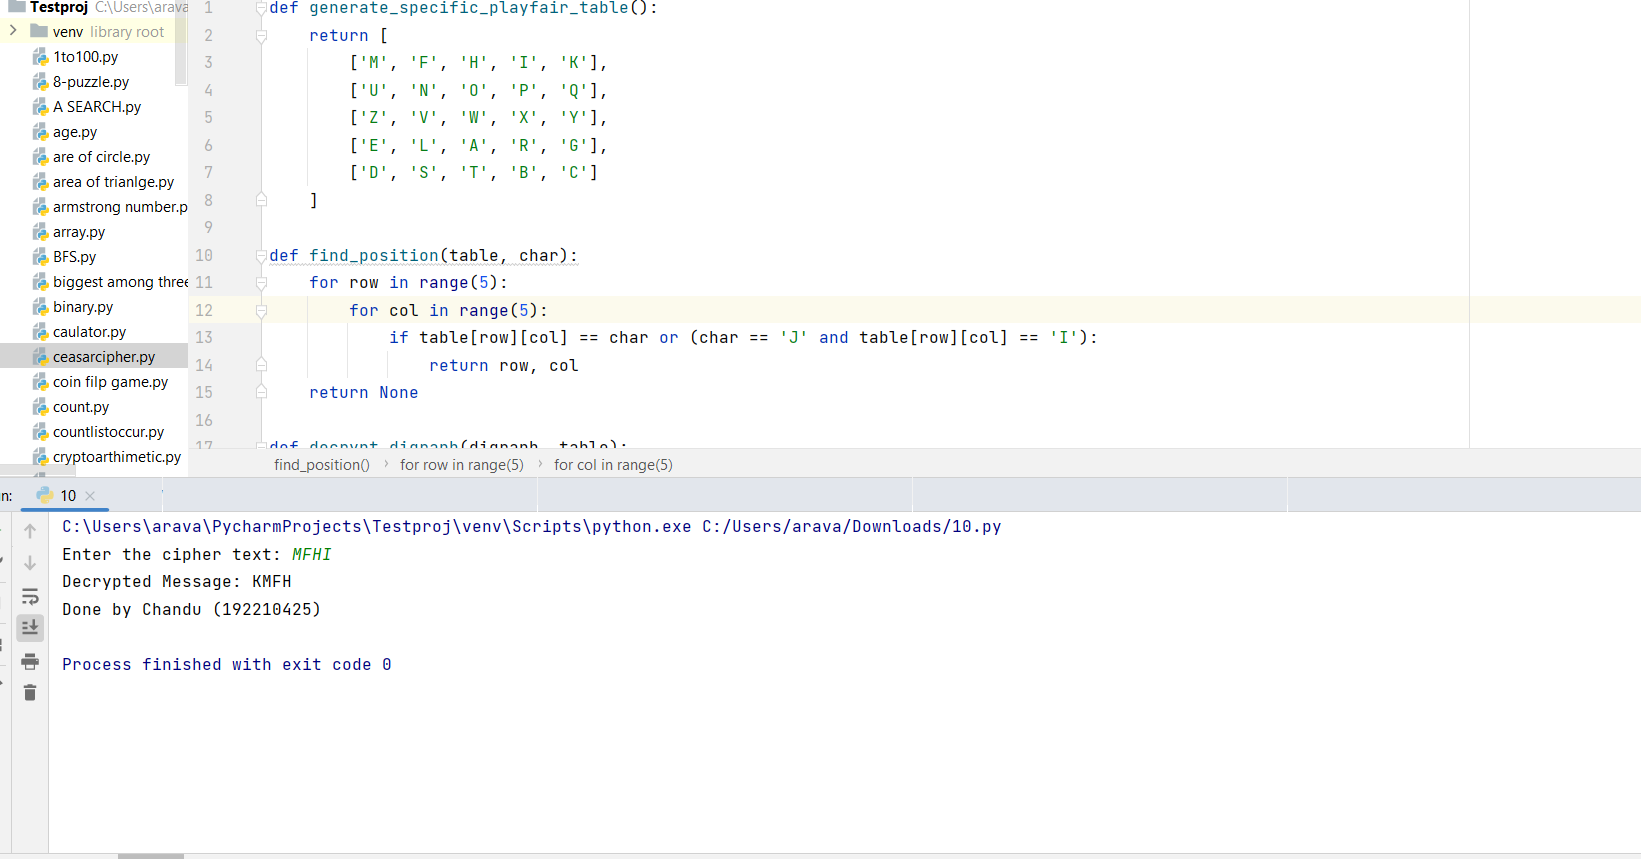 Testproj C:\Users\arava
venv library root
1to100.py
8-puzzle.py
A SEARCH.py
age.py
are of circle.py
area of trianlge.py
armstrong number.p
array.py
BFS.py
biggest among three
binary.py
caulator.py
ceasarcipher.py
coin filp game.py
count.py
countlistoccur.py
cryptoarthimetic.py
1 def generate_specific_playfair_table():
2 return [
3 ['M', 'F', 'H', 'I', 'K'],
4 ['U', 'N', 'O', 'P', 'Q'],
5 ['Z', 'V', 'W', 'X', 'Y'],
6 ['E', 'L', 'A', 'R', 'G'],
7 ['D', 'S', 'T', 'B', 'C']
8 ]
9
10 def find_position(table, char):
11 for row in range(5):
12 for col in range(5):
13 if table[row][col] == char or (char == 'J' and table[row][col] == 'I'):
14 return row, col
15 return None
16
17 def decrypt_digraph(digraph, table):
find_position() › for row in range(5) › for col in range(5)
n: 10
C:\Users\arava\PycharmProjects\Testproj\venv\Scripts\python.exe C:/Users/arava/Downloads/10.py
Enter the cipher text: MFHI
Decrypted Message: KMFH
Done by Chandu (192210425)
Process finished with exit code 0